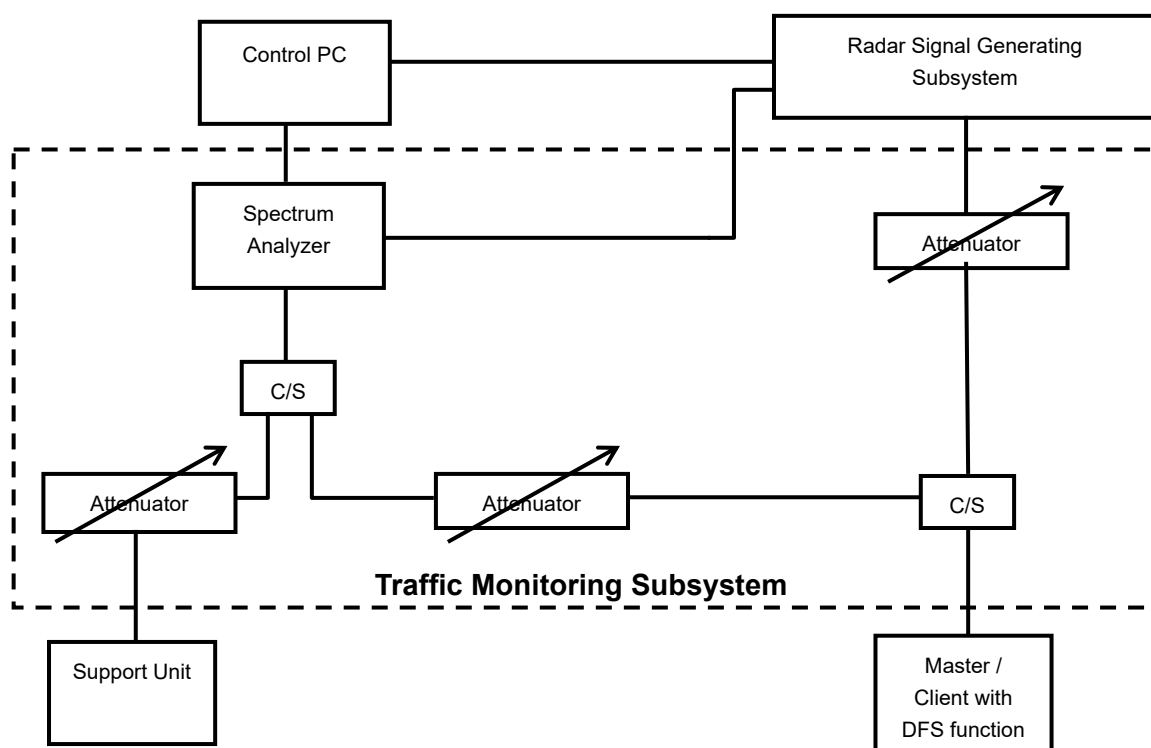 Control PC
Radar Signal Generating
Subsystem
Spectrum
Analyzer
Attenuator
C/S
Attenuator
Attenuator
C/S
Traffic Monitoring Subsystem
Support Unit
Master /
Client with
DFS function